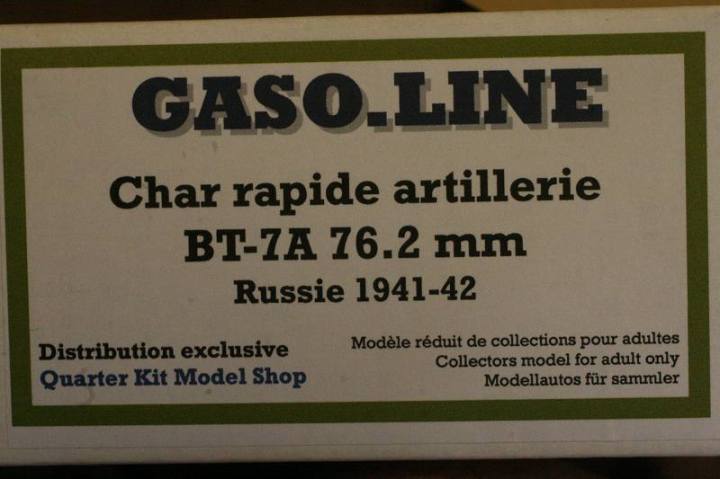 GASO.LINE
Char rapide artillerie
BT-7A 76.2 mm
Russie 1941-42
Distribution exclusive
Quarter Kit Model Shop
Modèle réduit de collections pour adultes
Collectors model for adult only
Modellautos für sammler